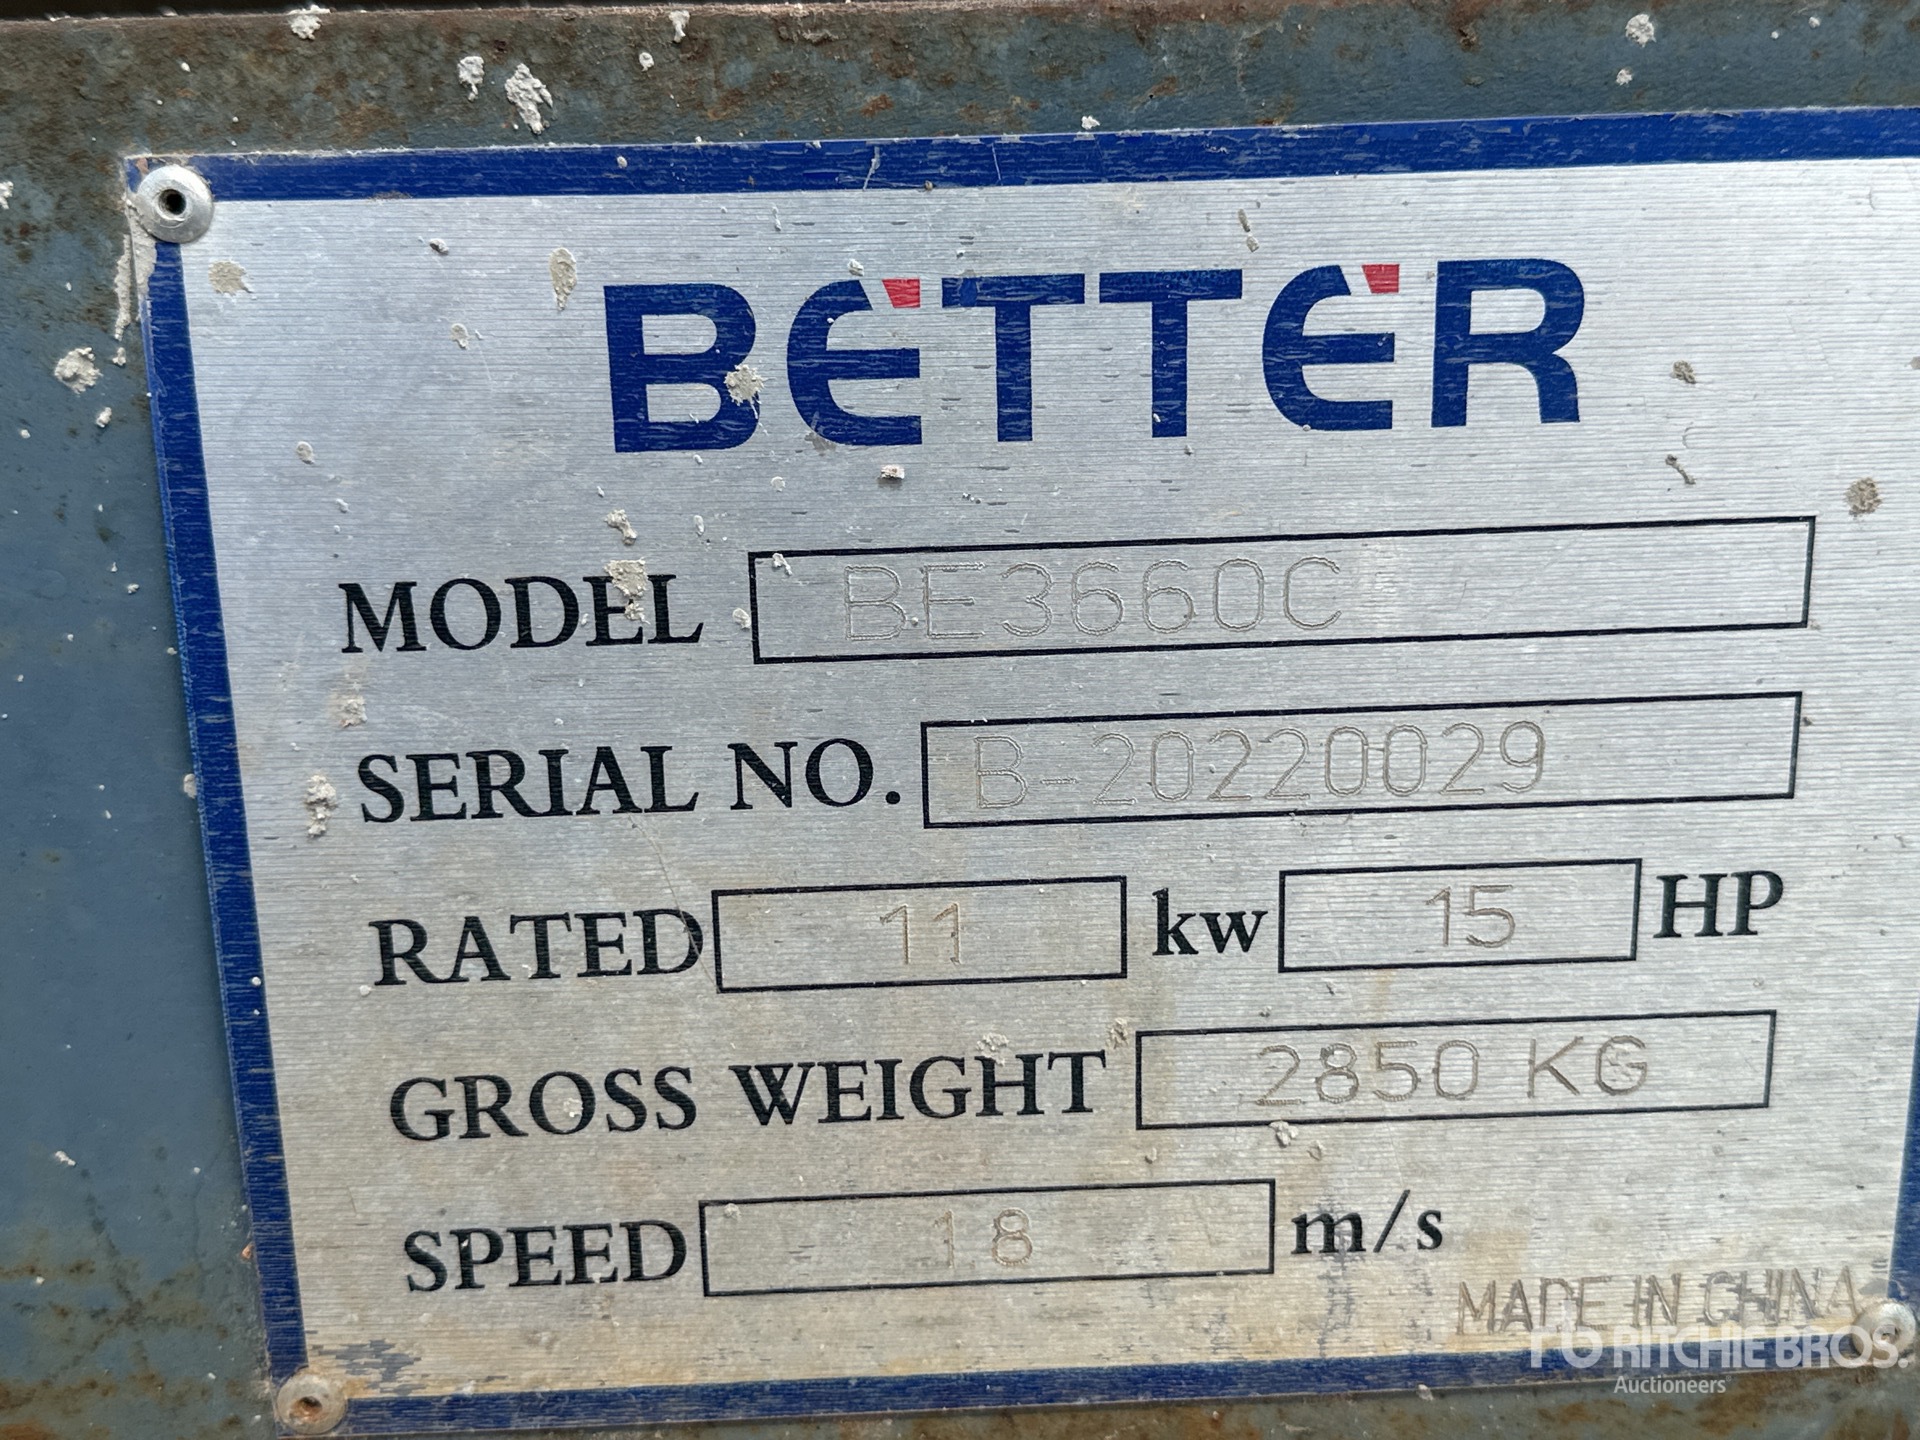 BETTER
MODEL BE3660C
SERIAL NO. B-20220029
RATED 11 kw 15 HP
GROSS WEIGHT 2850 KG
SPEED 18 m/s
MADE IN CHINA
RITCHIE BROS.
Auctioneers